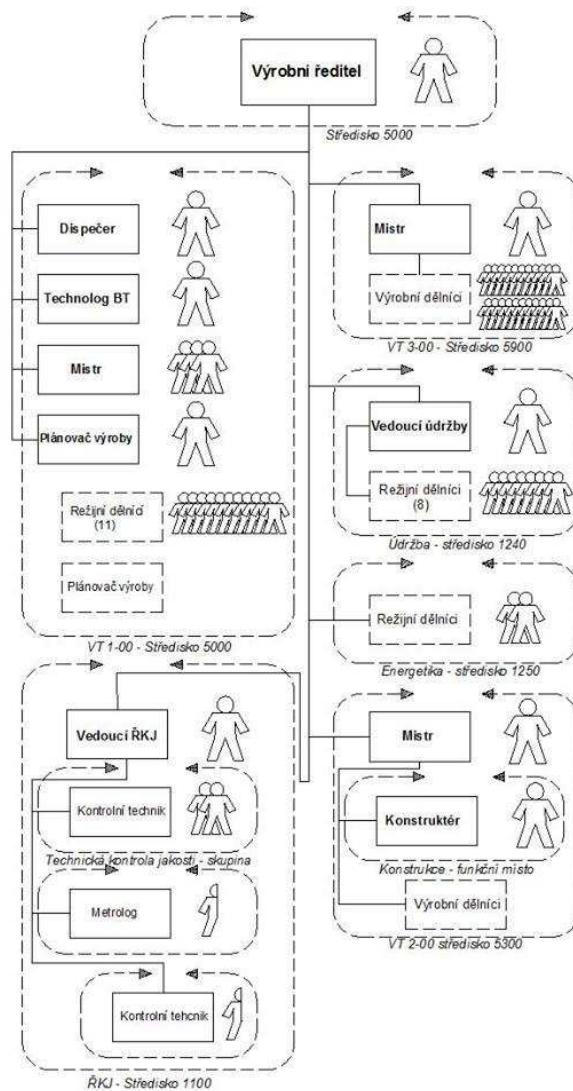 Výrobní ředitel
Středisko 5000
Dispečer
Technolog BT
Mistr
Plánovač výroby
Režijní dělníci
(11)
Plánovač výroby
VT 1-00 - Středisko 5000
Mistr
Výrobní dělníci
VT 3-00 - Středisko 5900
Vedoucí údržby
Režijní dělníci
(8)
Údržba - středisko 1240
Režijní dělníci
Energetika - středisko 1250
Vedoucí ŘKJ
Kontrolní technik
Technická kontrola jakosti - skupina
Metrolog
Kontrolní tehcnik
ŘKJ - Středisko 1100
Mistr
Konstruktér
Konstrukce - funkční místo
Výrobní dělníci
VT 2-00 středisko 5300